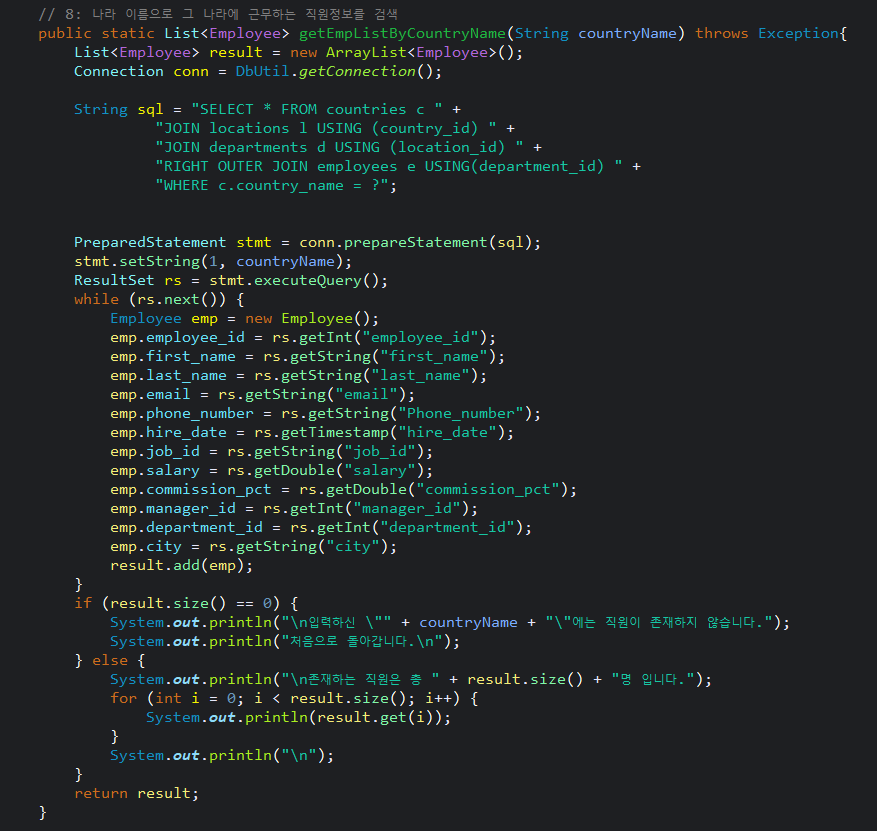 // 8: 나라 이름으로 그 나라에 근무하는 직원정보를 검색
public static List<Employee> getEmpListByCountryName(String countryName) throws Exception{
List<Employee> result = new ArrayList<Employee>();
Connection conn = DbUtil.getConnection();
String sql = "SELECT * FROM countries c " +
"JOIN locations l USING (country_id) " +
"JOIN departments d USING (location_id) " +
"RIGHT OUTER JOIN employees e USING(department_id) " +
"WHERE c.country_name = ?";
PreparedStatement stmt = conn.prepareStatement(sql);
stmt.setString(1, countryName);
ResultSet rs = stmt.executeQuery();
while (rs.next()) {
Employee emp = new Employee();
emp.employee_id = rs.getInt("employee_id");
emp.first_name = rs.getString("first_name");
emp.last_name = rs.getString("last_name");
emp.email = rs.getString("email");
emp.phone_number = rs.getString("Phone_number");
emp.hire_date = rs.getTimestamp("hire_date");
emp.job_id = rs.getString("job_id");
emp.salary = rs.getDouble("salary");
emp.commission_pct = rs.getDouble("commission_pct");
emp.manager_id = rs.getInt("manager_id");
emp.department_id = rs.getInt("department_id");
emp.city = rs.getString("city");
result.add(emp);
}
if (result.size() == 0) {
System.out.println("\n입력하신 \"" + countryName + "\"에는 직원이 존재하지 않습니다.");
System.out.println("처음으로 돌아갑니다.\n");
} else {
System.out.println("\n존재하는 직원은 총 " + result.size() + "명 입니다.");
for (int i = 0; i < result.size(); i++) {
System.out.println(result.get(i));
}
System.out.println("\n");
}
return result;
}